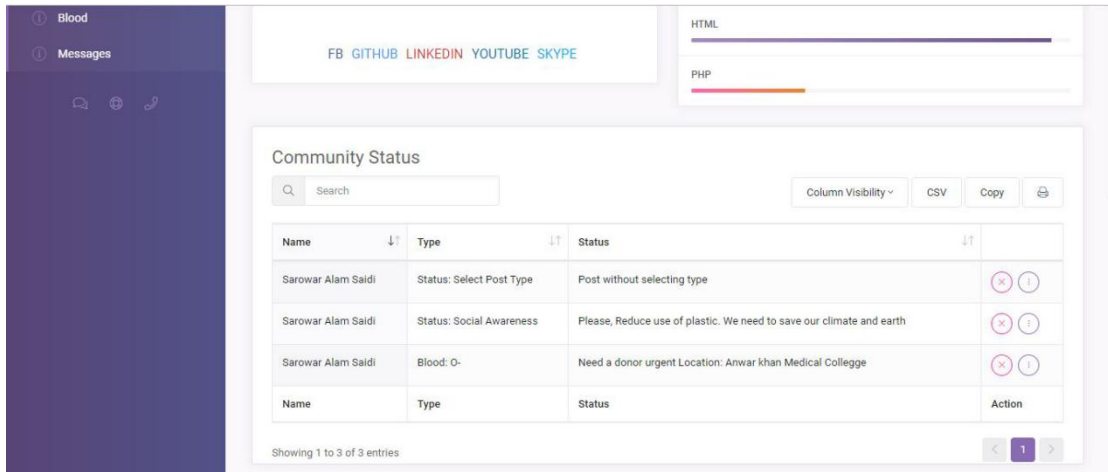 Blood
Messages
FB GITHUB LINKEDIN YOUTUBE SKYPE
HTML
PHP
Community Status
Search
Column Visibility CSV Copy
Name Type Status
Sarowar Alam Saidi Status: Select Post Type Post without selecting type
Sarowar Alam Saidi Status: Social Awareness Please, Reduce use of plastic. We need to save our climate and earth
Sarowar Alam Saidi Blood: O- Need a donor urgent Location: Anwar khan Medical Collegge
Name Type Status Action
Showing 1 to 3 of 3 entries
< 1 >